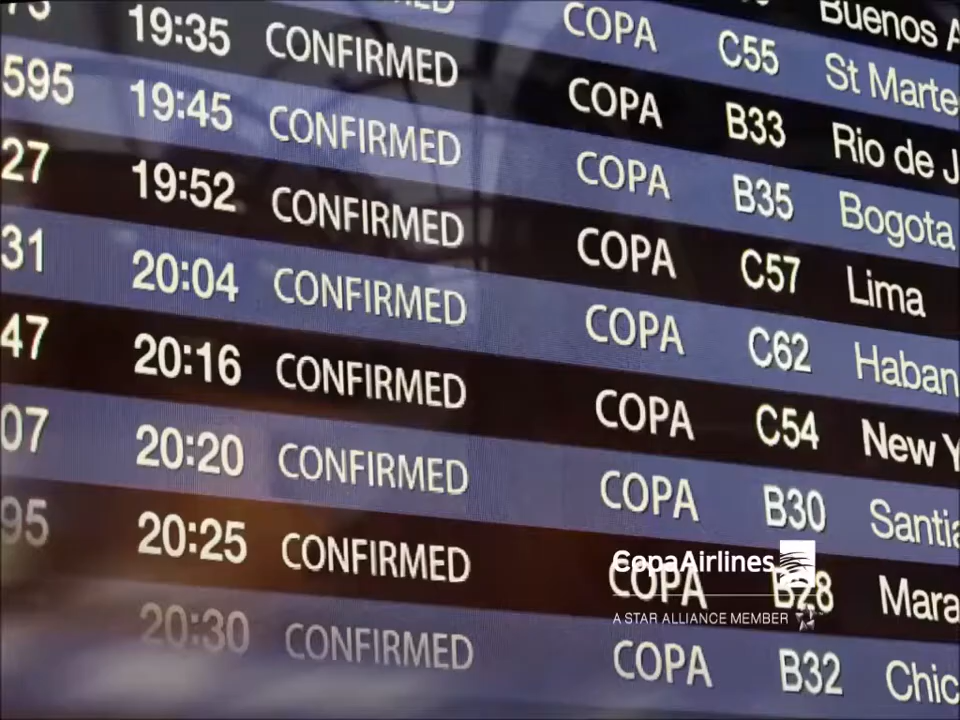 Buenos A
COPA C55 St Marte
19:35 CONFIRMED COPA B33 Rio de J
595 19:45 CONFIRMED COPA B35 Bogota
27 19:52 CONFIRMED COPA C57 Lima
31 20:04 CONFIRMED COPA C62 Haban
47 20:16 CONFIRMED COPA C54 New Y
07 20:20 CONFIRMED COPA B30 Santia
95 20:25 CONFIRMED COPA B28 Mara
20:30 CONFIRMED COPA B32 Chic
CopaAirlines
A STAR ALLIANCE MEMBER